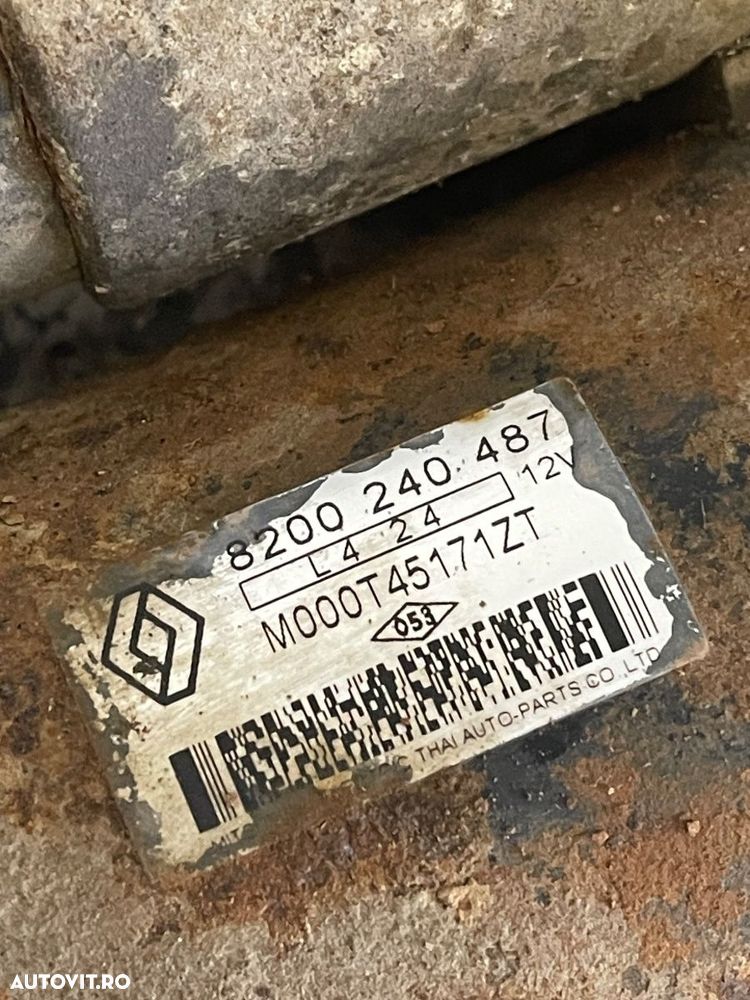 8200 240 487
L4 24 12V
M000T45171ZT
053
THAI AUTO-PARTS CO.,LTD
AUTOVIT.RO